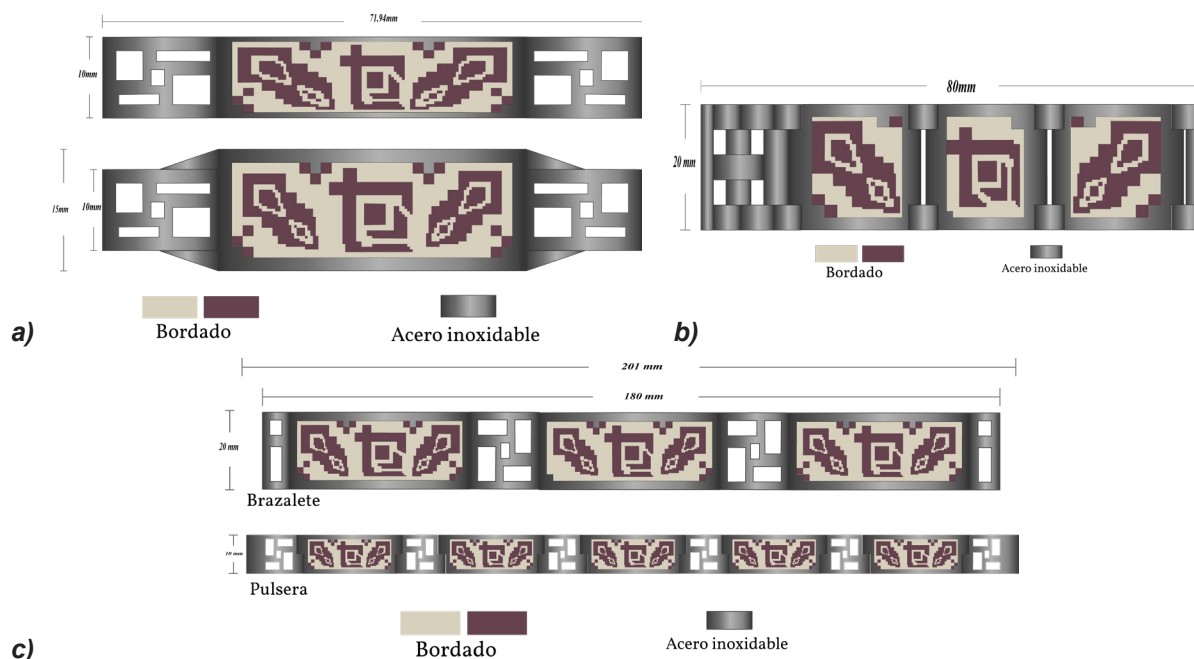 71.94mm
10mm
15mm
10mm
Bordado
Acero inoxidable
a)
80mm
20 mm
Bordado
Acero inoxidable
b)
201 mm
180 mm
20 mm
Brazalete
10 mm
Pulsera
Bordado
Acero inoxidable
c)